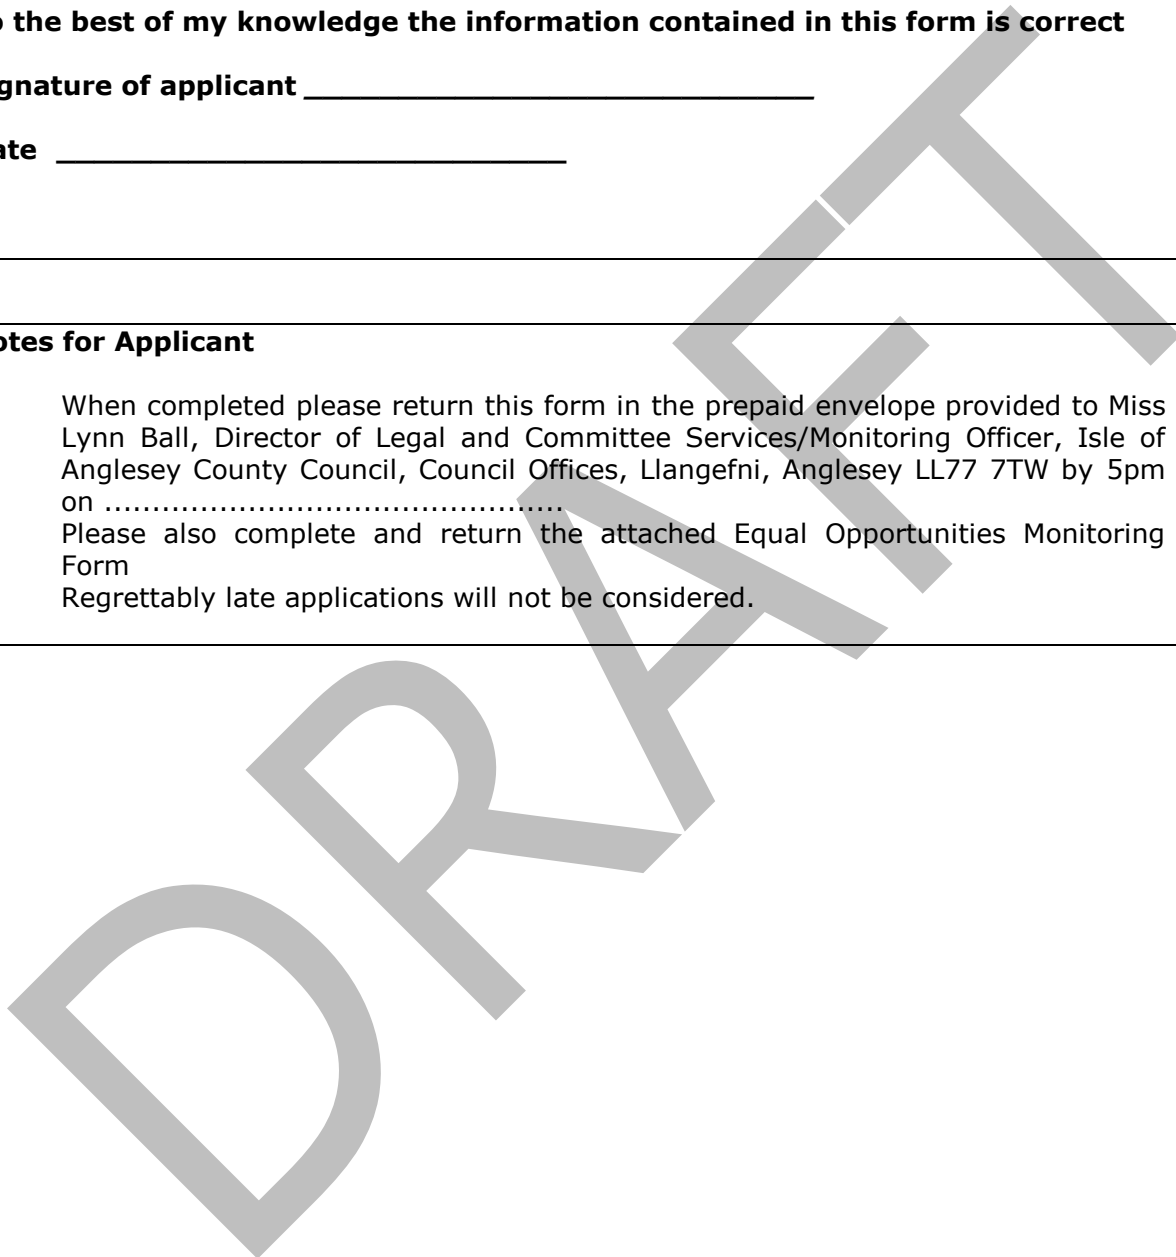 o the best of my knowledge the information contained in this form is correct
gnature of applicant ___________________________
ate ___________________________
otes for Applicant
When completed please return this form in the prepaid envelope provided to Miss
Lynn Ball, Director of Legal and Committee Services/Monitoring Officer, Isle of
Anglesey County Council, Council Offices, Llangefni, Anglesey LL77 7TW by 5pm
on ................................................
Please also complete and return the attached Equal Opportunities Monitoring
Form
Regrettably late applications will not be considered.
DRAFT